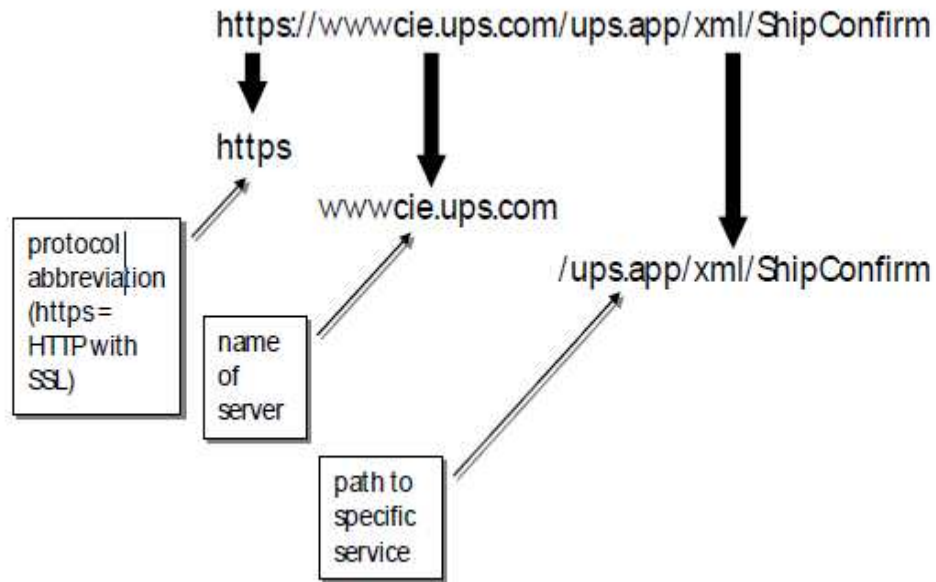 https://wwwcie.ups.com/ups.app/xml/ShipConfirm
https
wwwcie.ups.com
/ups.app/xml/ShipConfirm
protocol
abbreviation
(https =
HTTP with
SSL)
name
of
server
path to
specific
service